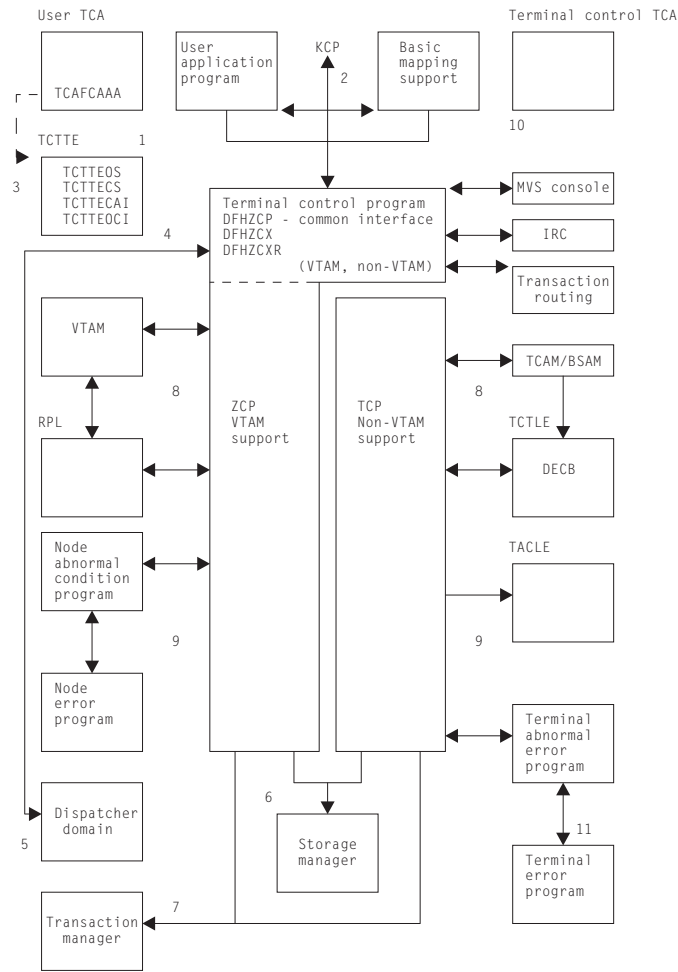 User TCA
Terminal control TCA
TCAFCAAA
User
application
program
KCP
2
Basic
mapping
support
10
TCTTE
1
3
TCTTEOS
TCTTECS
TCTTECAI
TCTTEOCI
4
Terminal control program
DFHZCP - common interface
DFHZCX
DFHZCXR
(VTAM, non-VTAM)
MVS console
IRC
Transaction
routing
VTAM
8
RPL
ZCP
VTAM
support
TCP
Non-VTAM
support
TCAM/BSAM
8
TCTLE
DECB
Node
abnormal
condition
program
9
Node
error
program
TACLE
9
Terminal
abnormal
error
program
11
Terminal
error
program
5
Dispatcher
domain
6
Storage
manager
7
Transaction
manager